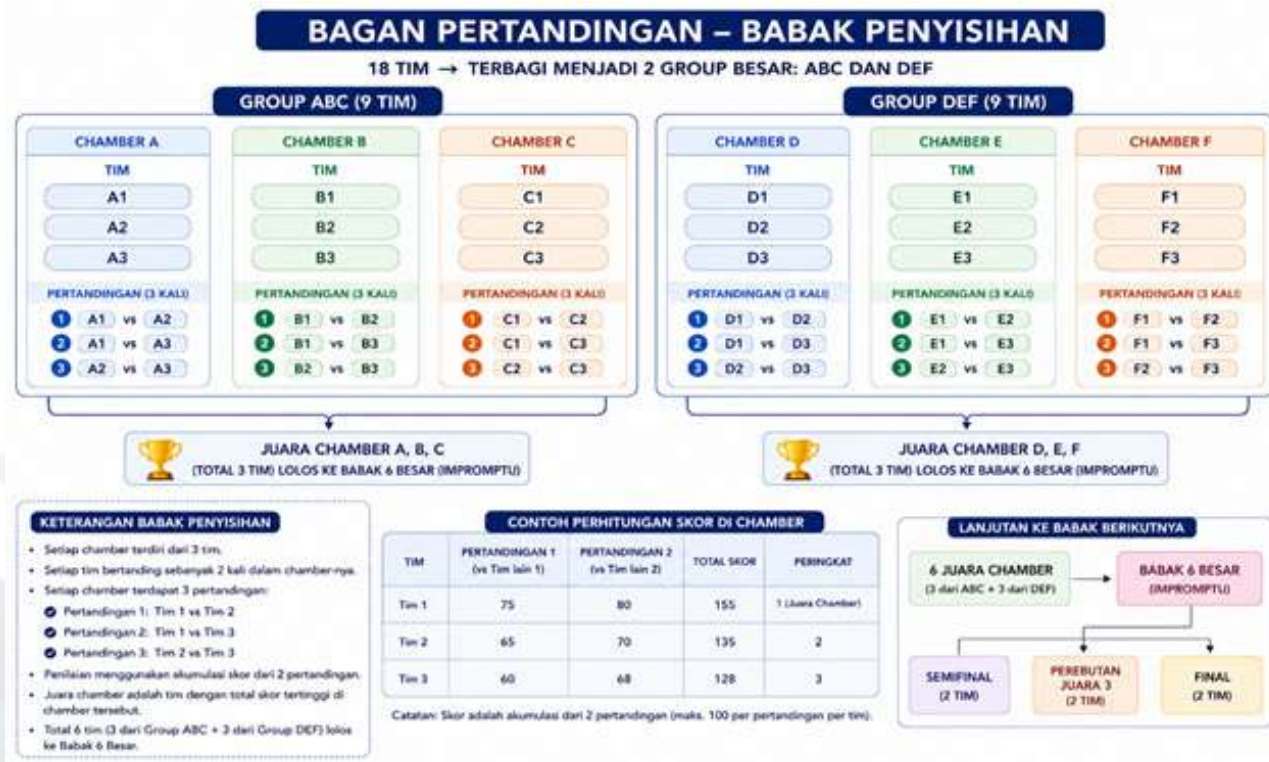 BAGAN PERTANDINGAN – BABAK PENYISIHAN
18 TIM → TERBAGI MENJADI 2 GROUP BESAR: ABC DAN DEF
GROUP ABC (9 TIM)
CHAMBER A
TIM
A1
A2
A3
PERTANDINGAN (3 KALI)
1 A1 vs A2
2 A1 vs A3
3 A2 vs A3
CHAMBER B
TIM
B1
B2
B3
PERTANDINGAN (3 KALI)
1 B1 vs B2
2 B1 vs B3
3 B2 vs B3
CHAMBER C
TIM
C1
C2
C3
PERTANDINGAN (3 KALI)
1 C1 vs C2
2 C1 vs C3
3 C2 vs C3
JUARA CHAMBER A, B, C
(TOTAL 3 TIM) LOLOS KE BABAK 6 BESAR (IMPROMPTU)
GROUP DEF (9 TIM)
CHAMBER D
TIM
D1
D2
D3
PERTANDINGAN (3 KALI)
1 D1 vs D2
2 D1 vs D3
3 D2 vs D3
CHAMBER E
TIM
E1
E2
E3
PERTANDINGAN (3 KALI)
1 E1 vs E2
2 E1 vs E3
3 E2 vs E3
CHAMBER F
TIM
F1
F2
F3
PERTANDINGAN (3 KALI)
1 F1 vs F2
2 F1 vs F3
3 F2 vs F3
JUARA CHAMBER D, E, F
(TOTAL 3 TIM) LOLOS KE BABAK 6 BESAR (IMPROMPTU)
KETERANGAN BABAK PENYISIHAN
• Setiap chamber terdiri dari 3 tim.
• Setiap tim bertanding sebanyak 2 kali dalam chamber-nya.
• Setiap chamber terdapat 3 pertandingan:
Pertandingan 1: Tim 1 vs Tim 2
Pertandingan 2: Tim 1 vs Tim 3
Pertandingan 3: Tim 2 vs Tim 3
• Penilaian menggunakan akumulasi skor dari 2 pertandingan.
• Juara chamber adalah tim dengan total skor tertinggi di
chamber tersebut.
• Total 6 tim (3 dari Group ABC + 3 dari Group DEF) lolos
ke Babak 6 Besar.
CONTOH PERHITUNGAN SKOR DI CHAMBER
TIM PERTANDINGAN 1 (vs Tim lain 1) PERTANDINGAN 2 (vs Tim lain 2) TOTAL SKOR PERINGKAT
Tim 1 75 80 155 1 (Juara Chamber)
Tim 2 65 70 135 2
Tim 3 60 68 128 3
Catatan: Skor adalah akumulasi dari 2 pertandingan (maks. 100 per pertandingan per tim).
LANJUTAN KE BABAK BERIKUTNYA
6 JUARA CHAMBER
(3 dari ABC + 3 dari DEF)
BABAK 6 BESAR
(IMPROMPTU)
SEMIFINAL
(2 TIM)
PEREBUTAN
JUARA 3
(2 TIM)
FINAL
(2 TIM)